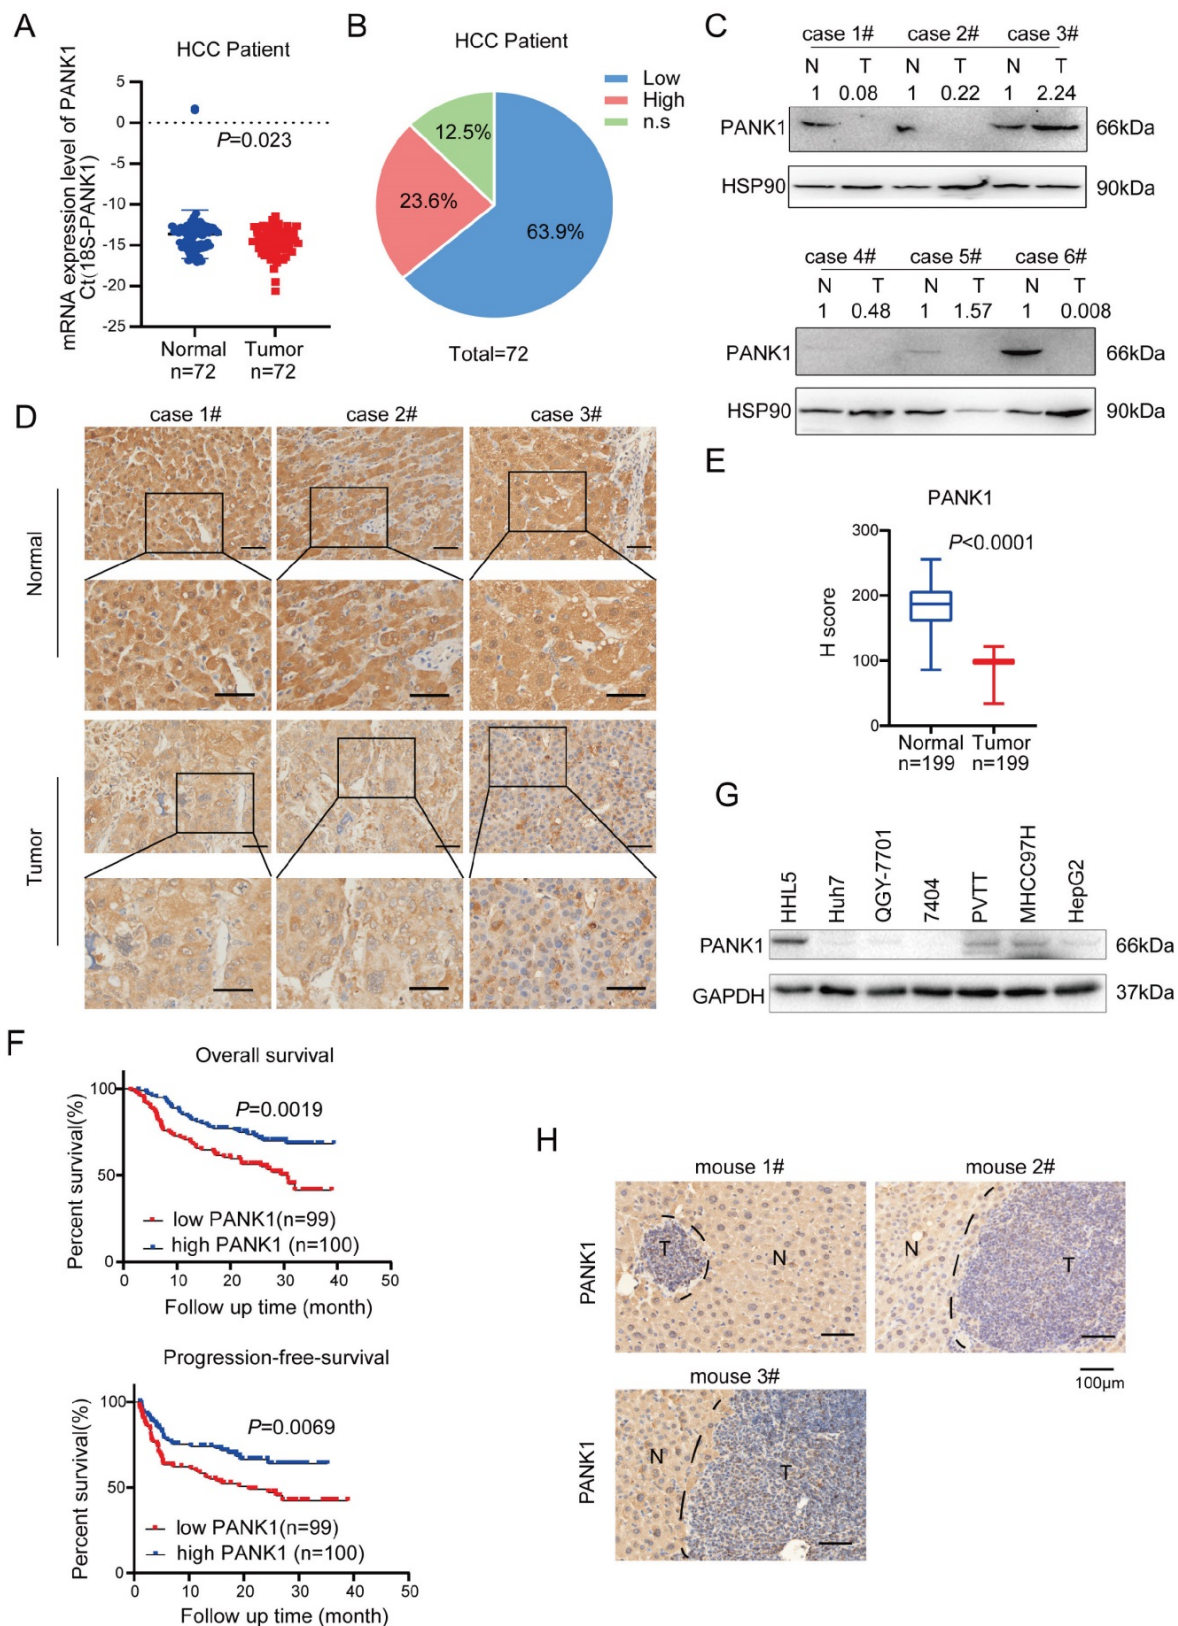 A
HCC Patient
mRNA expression level of PANK1
Ct(18S-PANK1)
5
0
-5
-10
-15
-20
-25
P=0.023
Normal
n=72
Tumor
n=72
B
HCC Patient
Low
High
n.s
12.5%
23.6%
63.9%
Total=72
C
case 1# case 2# case 3#
N T N T N T
1 0.08 1 0.22 1 2.24
PANK1 66kDa
HSP90 90kDa
case 4# case 5# case 6#
N T N T N T
1 0.48 1 1.57 1 0.008
PANK1 66kDa
HSP90 90kDa
D
case 1# case 2# case 3#
Normal
Tumor
E
PANK1
P<0.0001
H score
300
200
100
0
Normal
n=199
Tumor
n=199
F
Overall survival
Percent survival(%)
100
50
0
P=0.0019
low PANK1(n=99)
high PANK1 (n=100)
0 10 20 30 40 50
Follow up time (month)
Progression-free-survival
Percent survival(%)
100
50
0
P=0.0069
low PANK1(n=99)
high PANK1 (n=100)
0 10 20 30 40 50
Follow up time (month)
G
HHL5
Huh7
QGY-7701
7404
PVTT
MHCC97H
HepG2
PANK1 66kDa
GAPDH 37kDa
H
mouse 1# mouse 2#
PANK1
T N
N T
100μm
mouse 3#
PANK1
N T